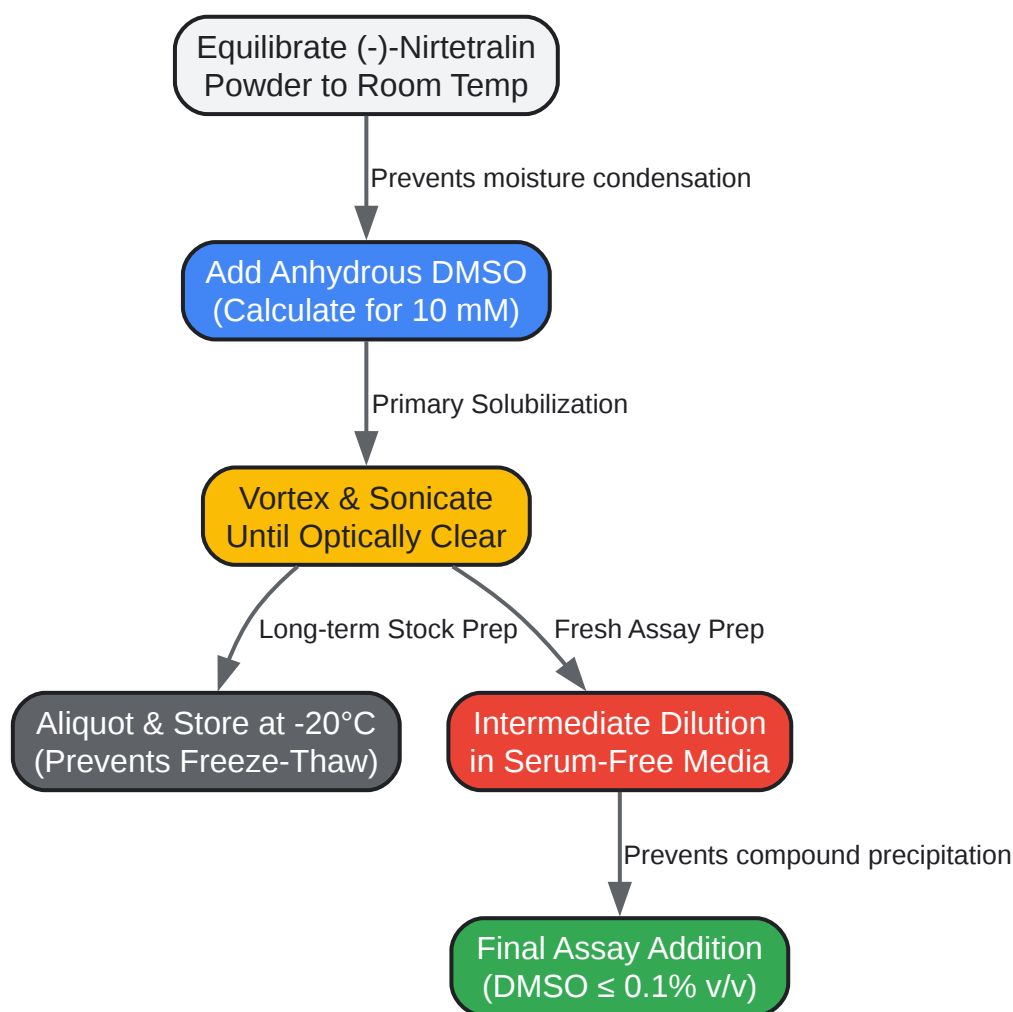 Equilibrate (-)-Nirtetralin
Powder to Room Temp
Prevents moisture condensation
Add Anhydrous DMSO
(Calculate for 10 mM)
Primary Solubilization
Vortex & Sonicate
Until Optically Clear
Long-term Stock Prep
Fresh Assay Prep
Aliquot & Store at -20°C
(Prevents Freeze-Thaw)
Intermediate Dilution
in Serum-Free Media
Prevents compound precipitation
Final Assay Addition
(DMSO ≤ 0.1% v/v)